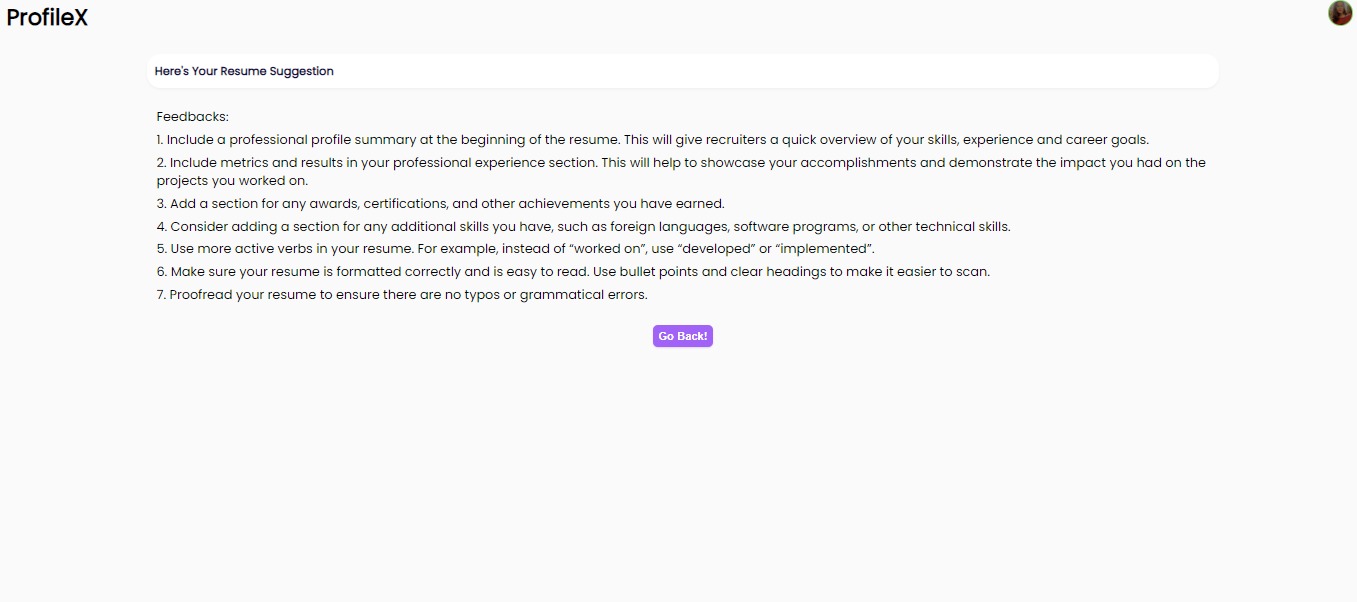 ProfileX
Here's Your Resume Suggestion
Feedbacks:
1. Include a professional profile summary at the beginning of the resume. This will give recruiters a quick overview of your skills, experience and career goals.
2. Include metrics and results in your professional experience section. This will help to showcase your accomplishments and demonstrate the impact you had on the
projects you worked on.
3. Add a section for any awards, certifications, and other achievements you have earned.
4. Consider adding a section for any additional skills you have, such as foreign languages, software programs, or other technical skills.
5. Use more active verbs in your resume. For example, instead of “worked on”, use “developed” or “implemented”.
6. Make sure your resume is formatted correctly and is easy to read. Use bullet points and clear headings to make it easier to scan.
7. Proofread your resume to ensure there are no typos or grammatical errors.
Go Back!